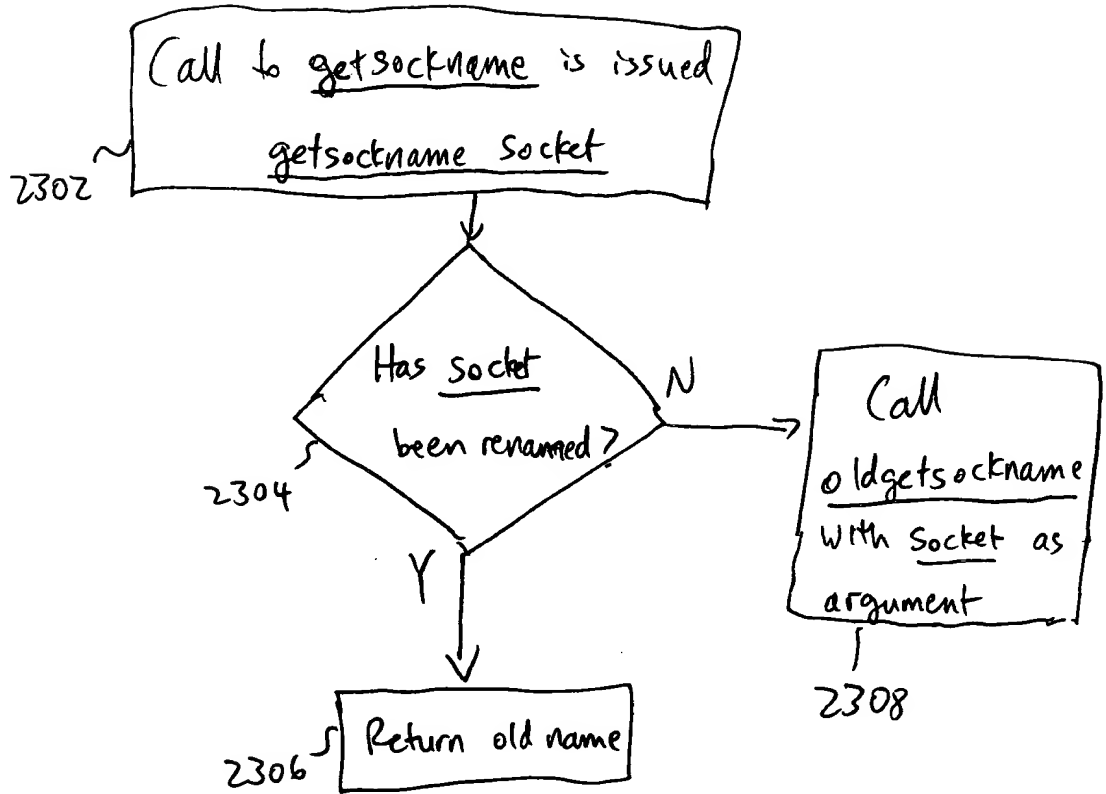 Call to getsockname is issued
getsockname socket
2302
Has socket
been renamed?
2304
N
Y
Call
oldgetsockname
with socket as
argument
2308
Return old name
2306